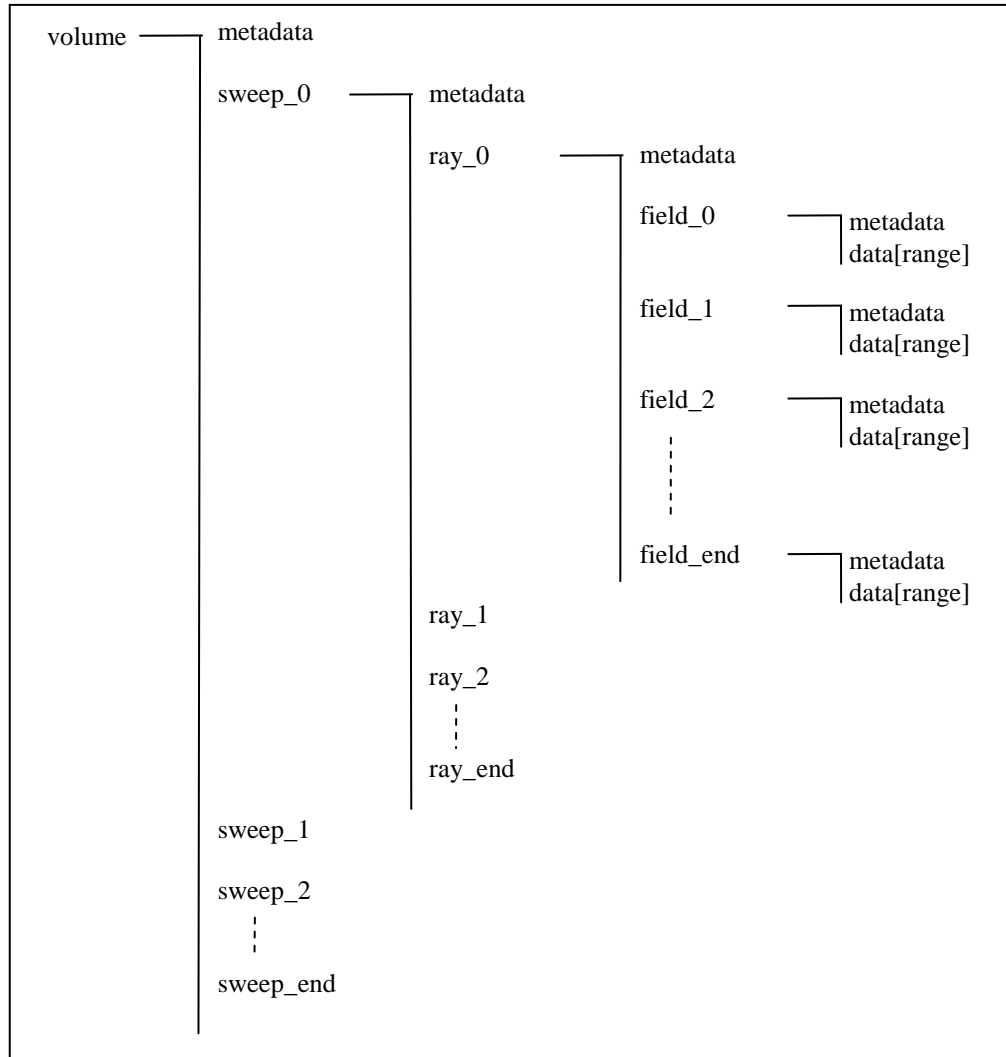 volume
metadata
sweep_0
metadata
ray_0
metadata
field_0
metadata
data[range]
field_1
metadata
data[range]
field_2
metadata
data[range]
field_end
metadata
data[range]
ray_1
ray_2
ray_end
sweep_1
sweep_2
sweep_end